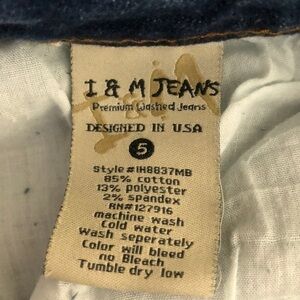 I & M JEANS
Premium Washed Jeans
DESIGNED IN USA
5
Style#IH8837MB
85% cotton
13% polyester
2% spandex
RN#127916
machine wash
Cold water
wash seperately
Color will bleed
no Bleach
Tumble dry low